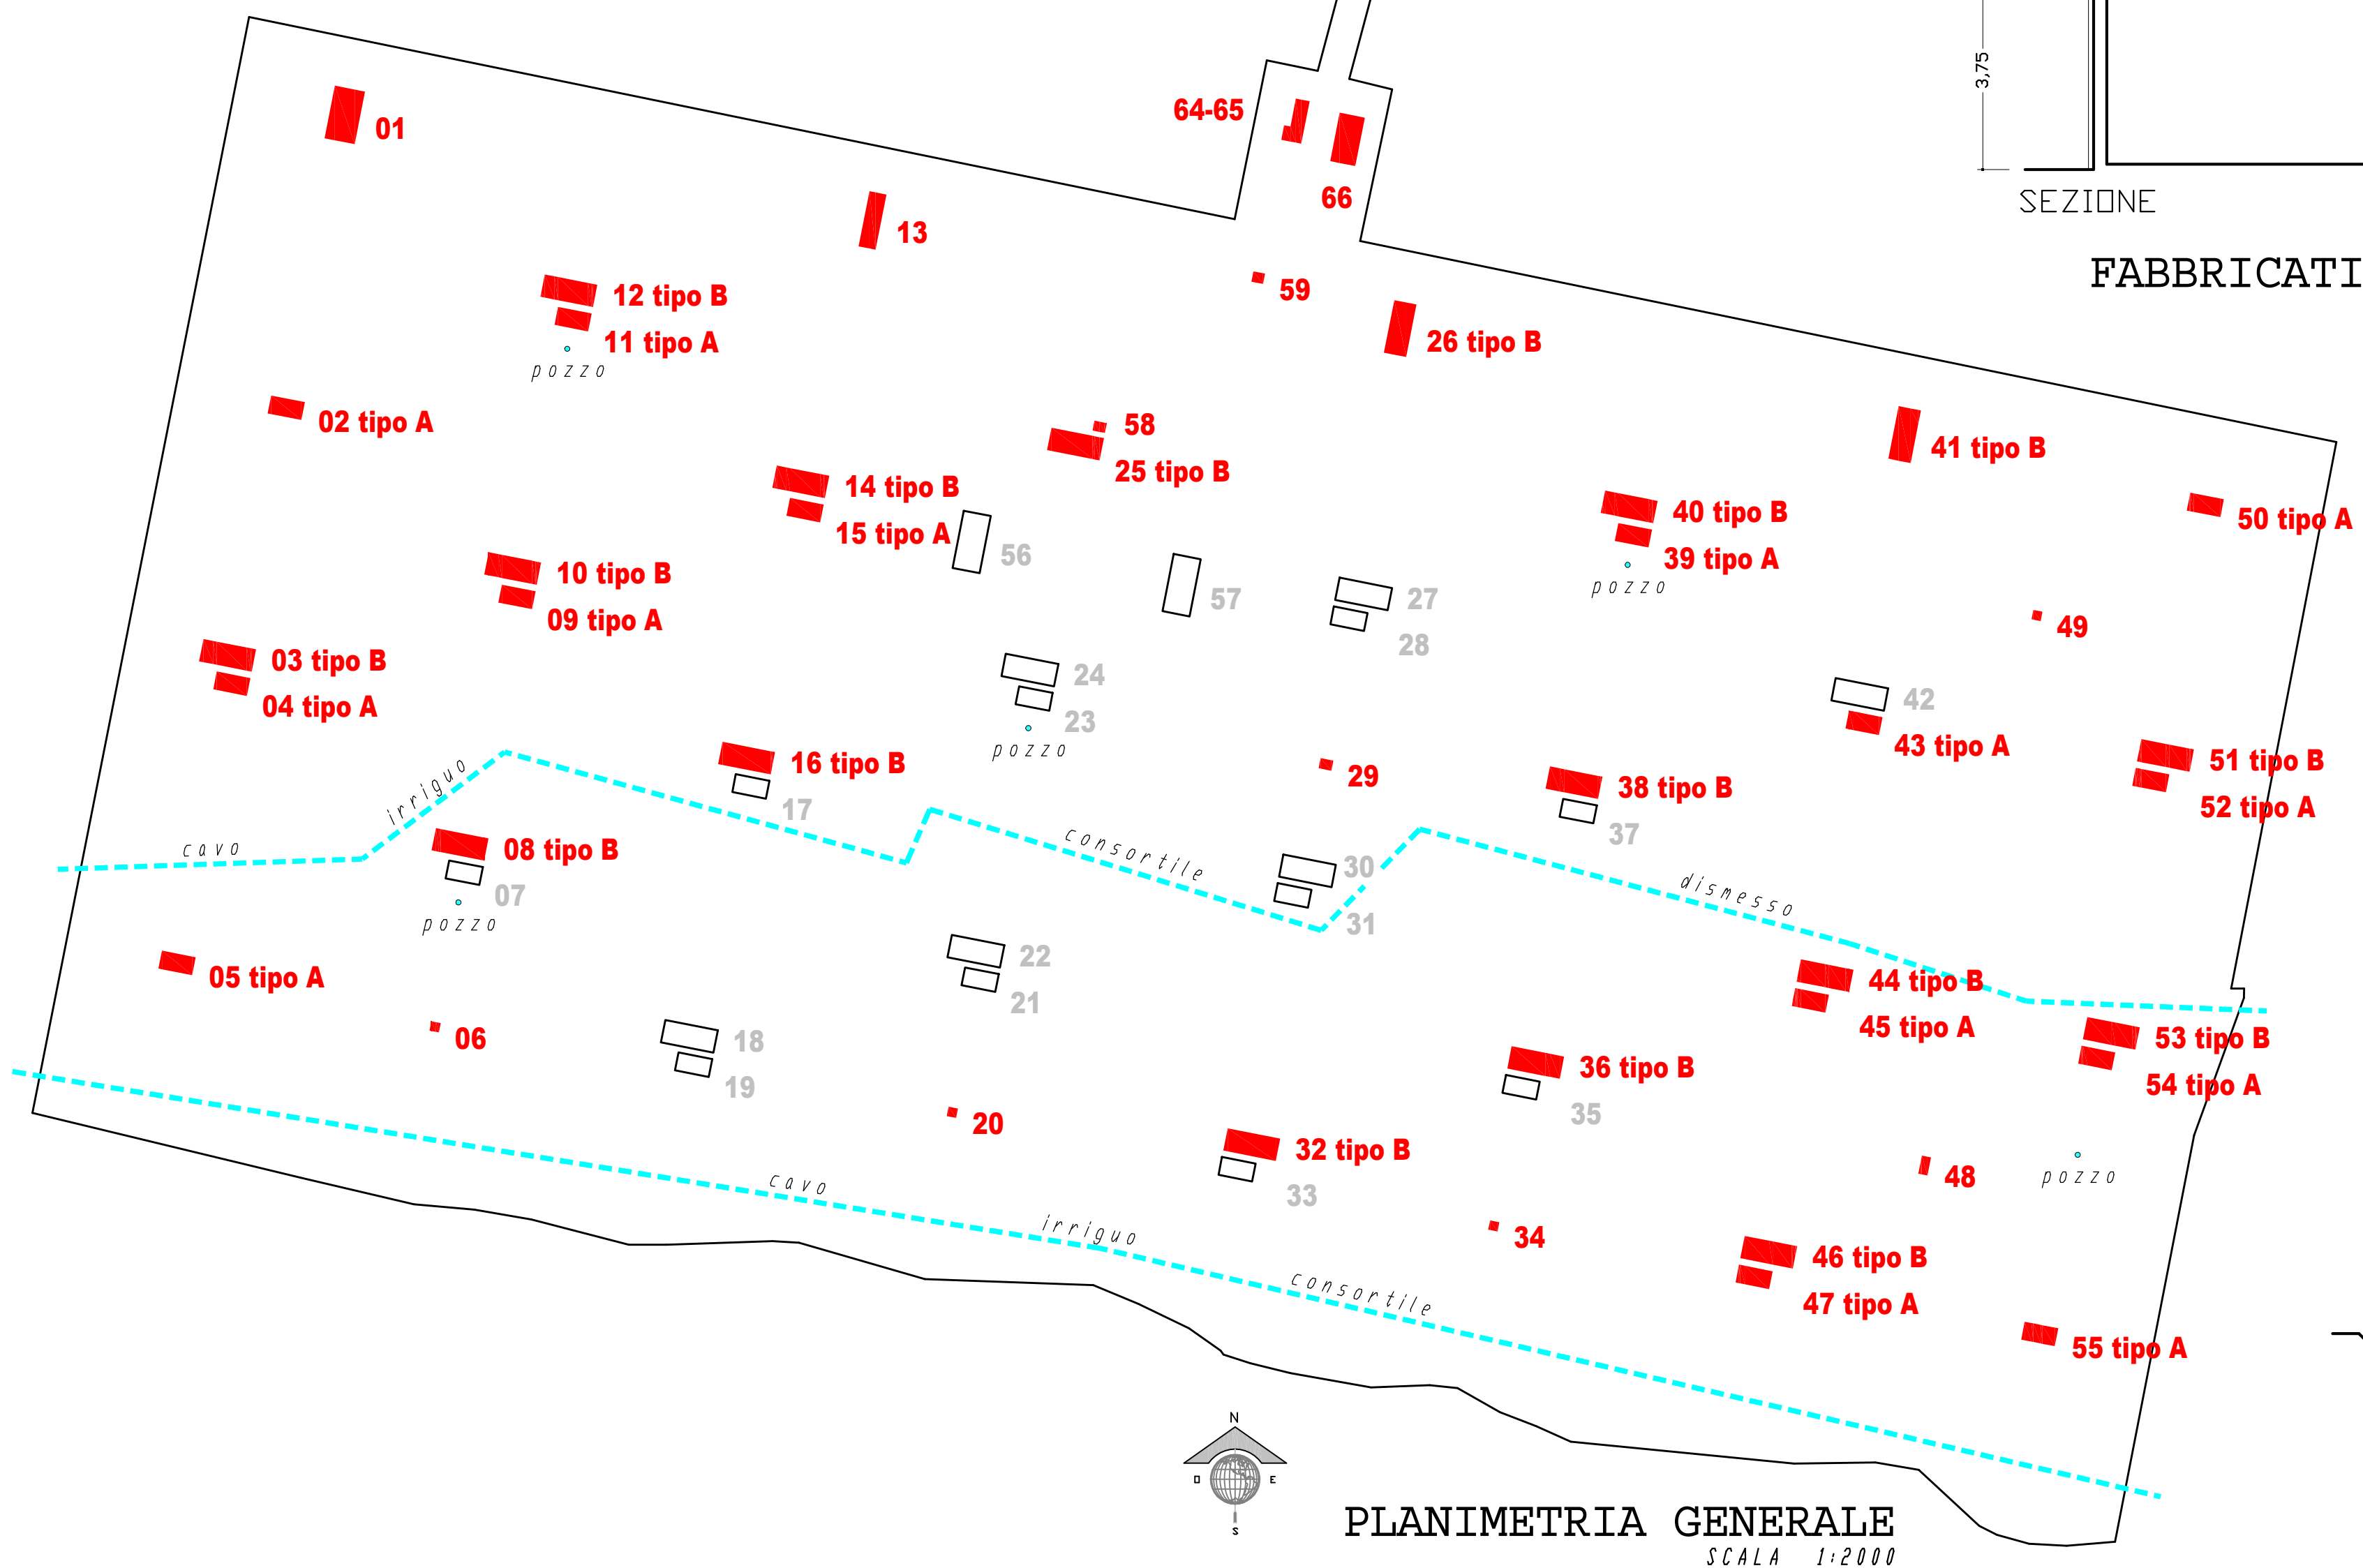 3,75
SEZIONE
FABBRICATI
64-65
66
01
13
59
12 tipo B
11 tipo A
pozzo
26 tipo B
02 tipo A
58
25 tipo B
41 tipo B
14 tipo B
15 tipo A
56
40 tipo B
39 tipo A
pozzo
50 tipo A
10 tipo B
09 tipo A
57
27
28
49
03 tipo B
04 tipo A
24
23
pozzo
42
43 tipo A
16 tipo B
17
29
38 tipo B
37
51 tipo B
52 tipo A
cavo
irriguo
consortile
dismesso
08 tipo B
07
pozzo
30
31
05 tipo A
06
22
21
44 tipo B
45 tipo A
18
19
53 tipo B
54 tipo A
36 tipo B
35
20
32 tipo B
33
48
pozzo
34
cavo
irriguo
consortile
46 tipo B
47 tipo A
55 tipo A
N
O
E
S
PLANIMETRIA GENERALE
SCALA 1:2000